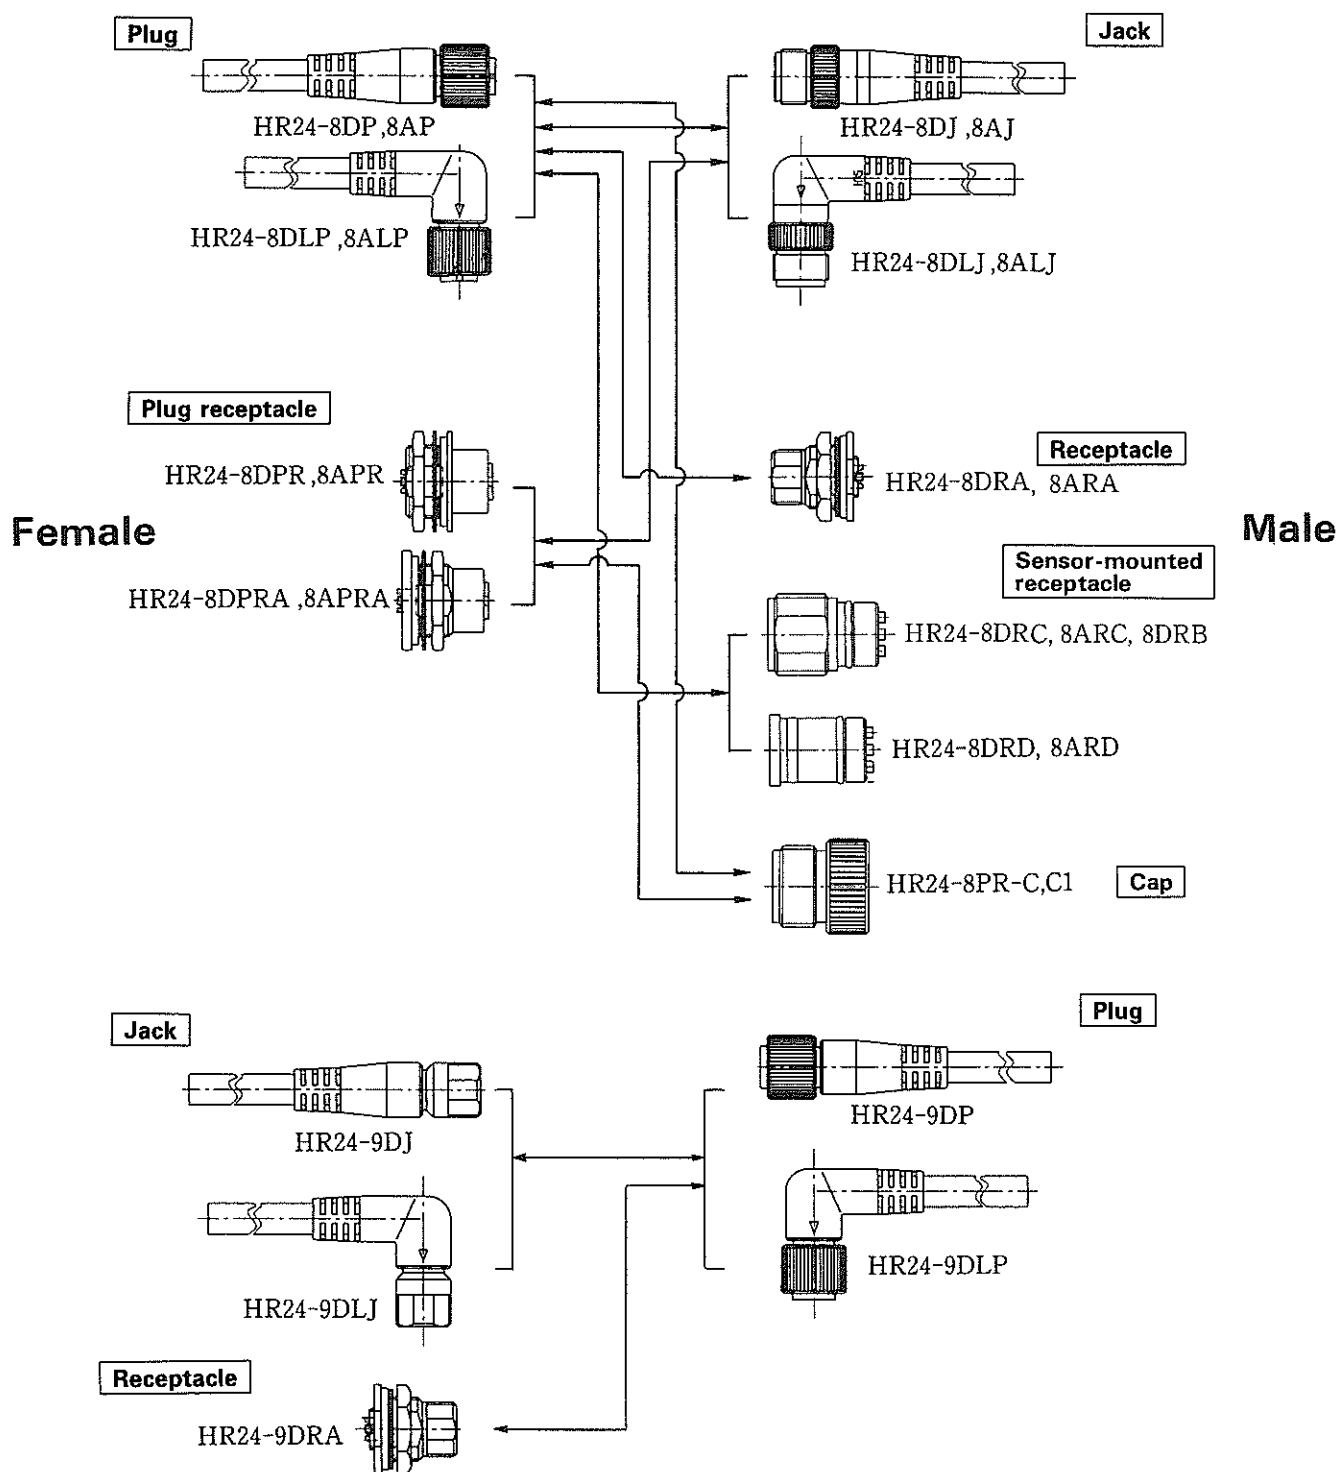 Plug
Jack
HR24-8DP,8AP
HR24-8DJ,8AJ
HRS
HR24-8DLP,8ALP
HR24-8DLJ,8ALJ
Plug receptacle
Receptacle
HR24-8DPR,8APR
HR24-8DRA, 8ARA
Female
Male
Sensor-mounted
receptacle
HR24-8DPRA,8APRA
HR24-8DRC, 8ARC, 8DRB
HR24-8DRD, 8ARD
HR24-8PR-C,C1
Cap
Plug
Jack
HR24-9DP
HR24-9DJ
HR24-9DLP
HR24-9DLJ
Receptacle
HR24-9DRA